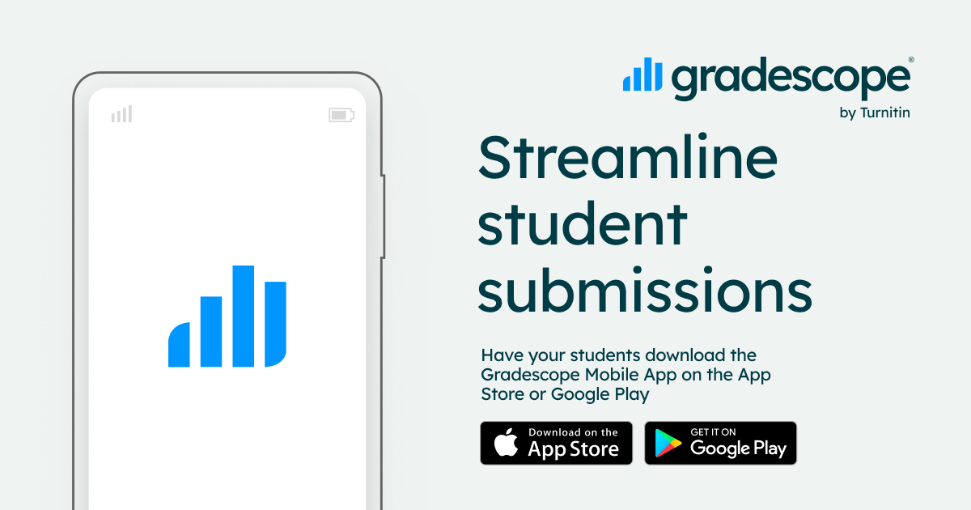 gradescope®
by Turnitin
Streamline
student
submissions
Have your students download the
Gradescope Mobile App on the App
Store or Google Play
Download on the
App Store
GET IT ON
Google Play